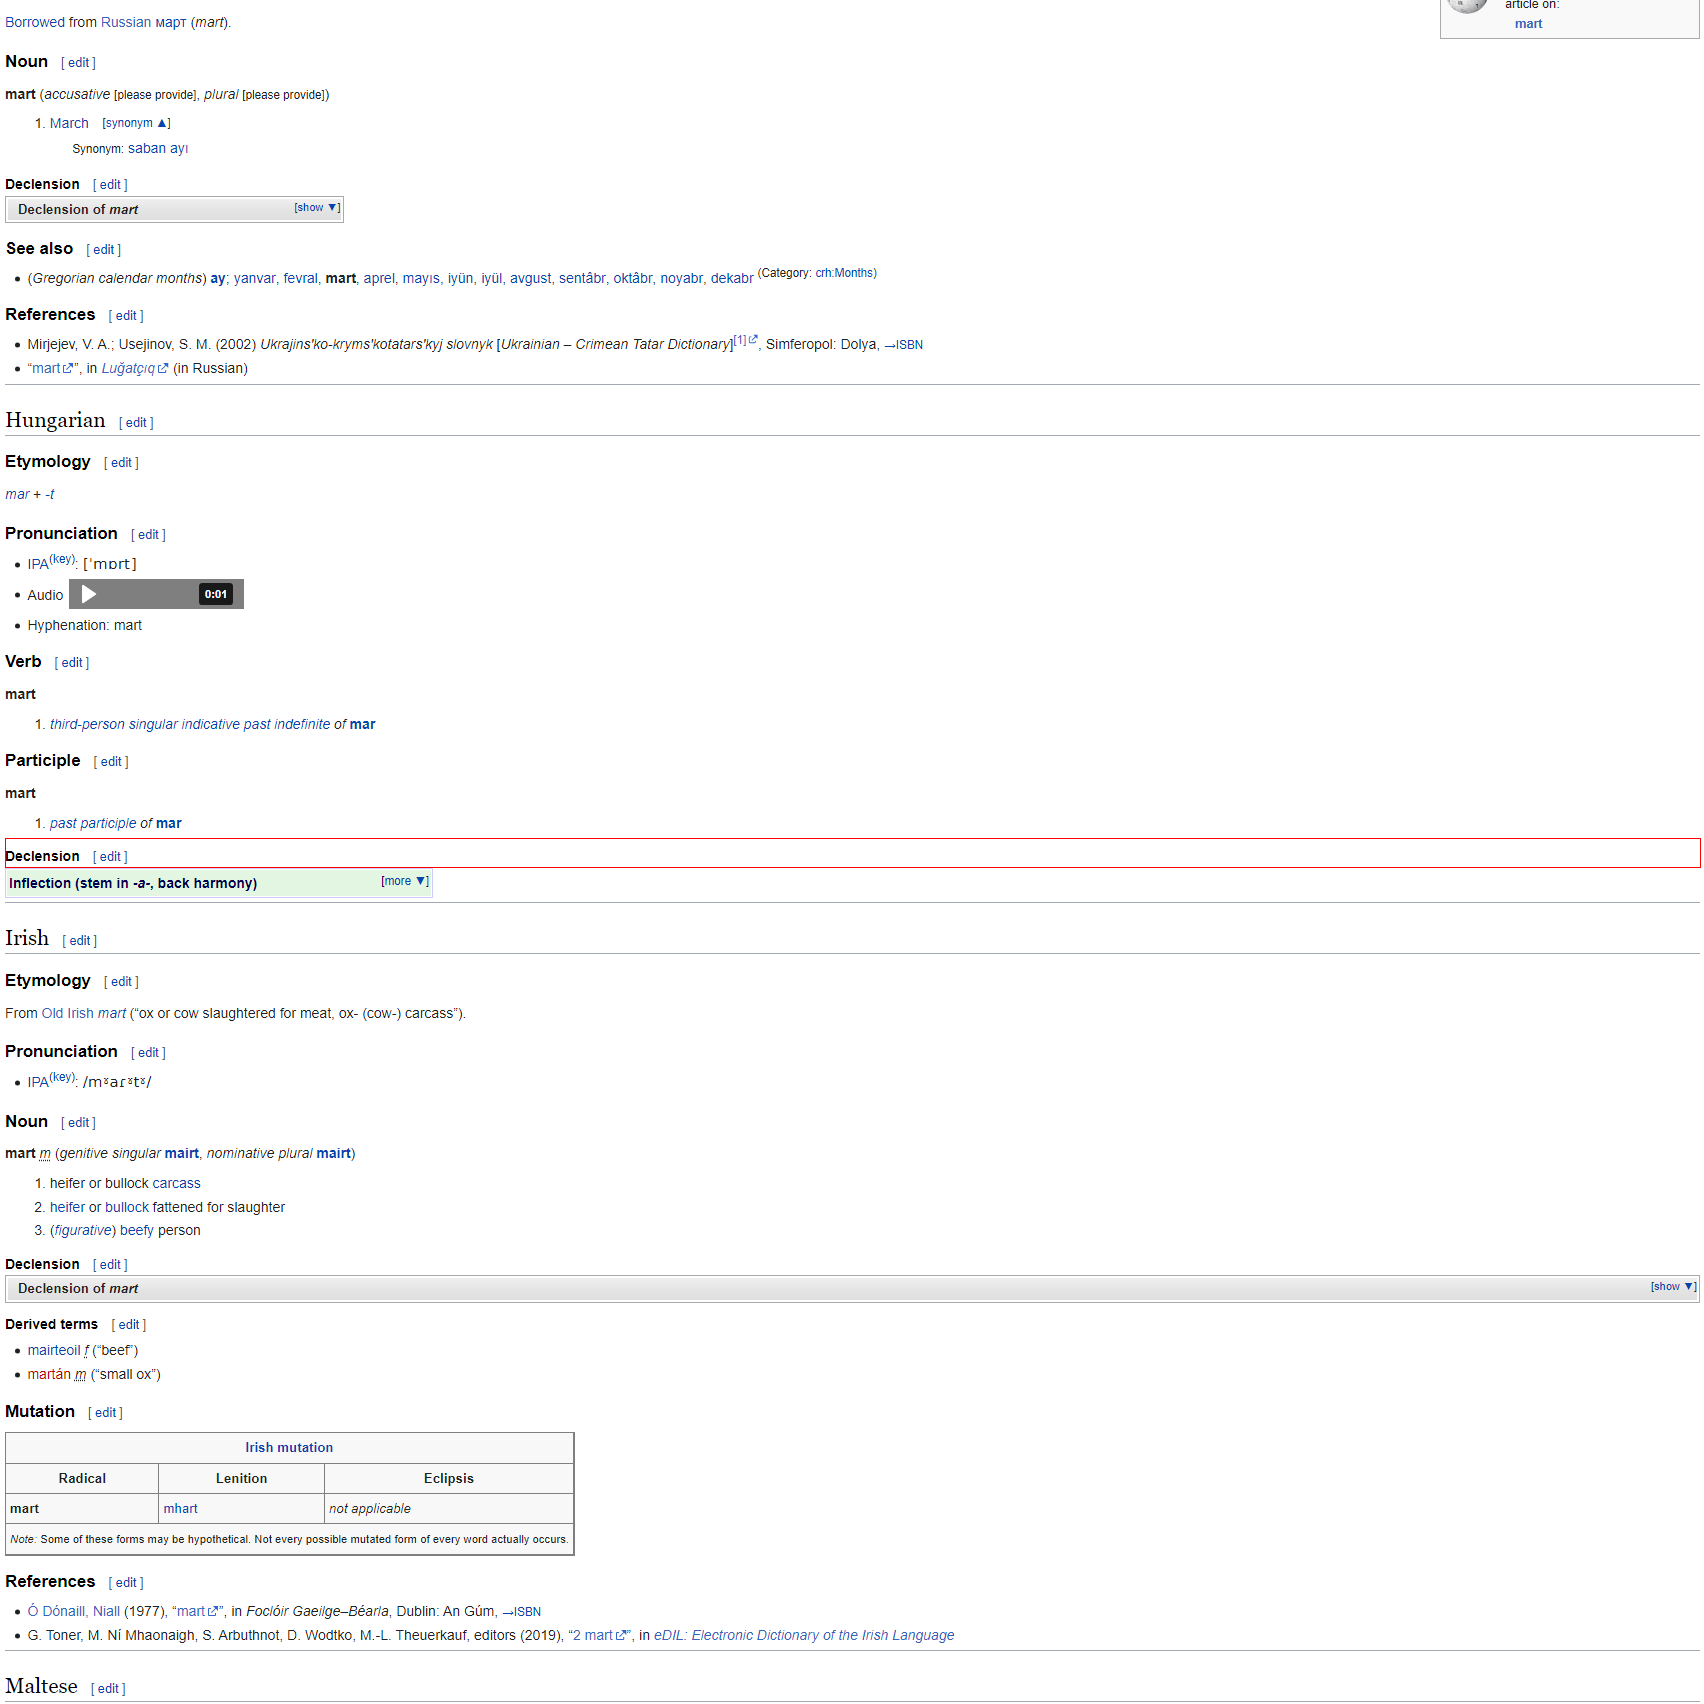 Borrowed from Russian март (mart).
article on:
mart
Noun [ edit ]
mart (accusative [please provide], plural [please provide])
1. March [synonym ▲]
Synonym: saban ayı
Declension [ edit ]
Declension of mart [show ▼]
See also [ edit ]
• (Gregorian calendar months) ay; yanvar, fevral, mart, aprel, mayıs, iyün, iyül, avgust, sentâbr, oktâbr, noyabr, dekabr (Category: crh:Months)
References [ edit ]
• Mirjejev, V. A.; Usejinov, S. M. (2002) Ukrajinsʹko-krymsʹkotatarsʹkyj slovnyk [Ukrainian – Crimean Tatar Dictionary][1], Simferopol: Dolya, →ISBN
• “mart”, in Luğatçıq (in Russian)
Hungarian [ edit ]
Etymology [ edit ]
mar + -t
Pronunciation [ edit ]
• IPA(key): [ˈmɒrt]
• Audio 0:01
• Hyphenation: mart
Verb [ edit ]
mart
1. third-person singular indicative past indefinite of mar
Participle [ edit ]
mart
1. past participle of mar
Declension [ edit ]
Inflection (stem in -a-, back harmony) [more ▼]
Irish [ edit ]
Etymology [ edit ]
From Old Irish mart (“ox or cow slaughtered for meat, ox- (cow-) carcass”).
Pronunciation [ edit ]
• IPA(key): /mˠaɾˠtˠ/
Noun [ edit ]
mart m (genitive singular mairt, nominative plural mairt)
1. heifer or bullock carcass
2. heifer or bullock fattened for slaughter
3. (figurative) beefy person
Declension [ edit ]
Declension of mart [show ▼]
Derived terms [ edit ]
• mairteoil f (“beef”)
• martán m (“small ox”)
Mutation [ edit ]
Irish mutation
Radical Lenition Eclipsis
mart mhart not applicable
Note: Some of these forms may be hypothetical. Not every possible mutated form of every word actually occurs.
References [ edit ]
• Ó Dónaill, Niall (1977), “mart”, in Foclóir Gaeilge–Béarla, Dublin: An Gúm, →ISBN
• G. Toner, M. Ní Mhaonaigh, S. Arbuthnot, D. Wodtko, M.-L. Theuerkauf, editors (2019), “2 mart”, in eDIL: Electronic Dictionary of the Irish Language
Maltese [ edit ]